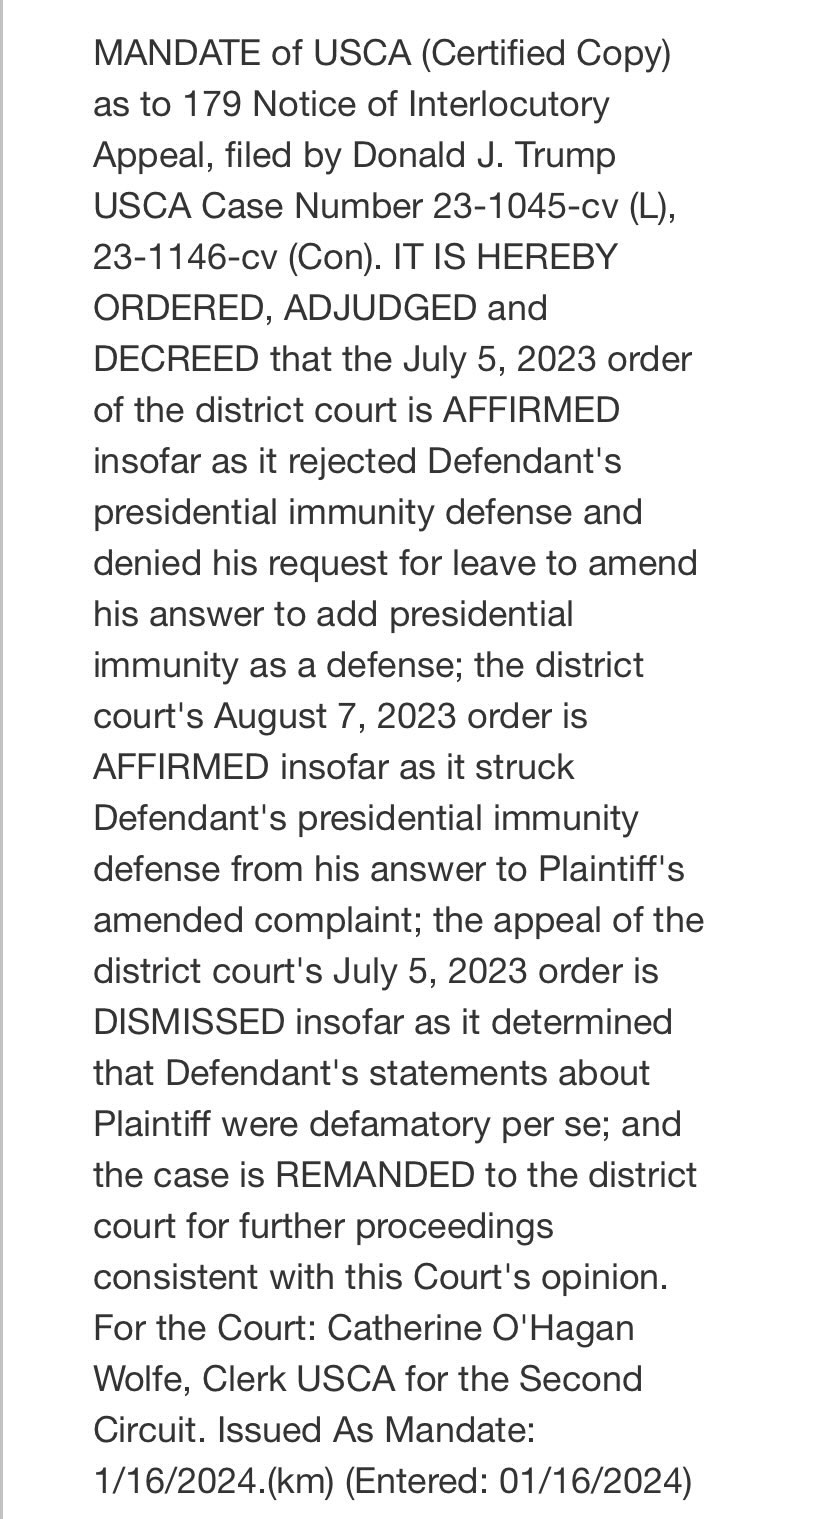 MANDATE of USCA (Certified Copy)
as to 179 Notice of Interlocutory
Appeal, filed by Donald J. Trump
USCA Case Number 23-1045-cv (L),
23-1146-cv (Con). IT IS HEREBY
ORDERED, ADJUDGED and
DECREED that the July 5, 2023 order
of the district court is AFFIRMED
insofar as it rejected Defendant's
presidential immunity defense and
denied his request for leave to amend
his answer to add presidential
immunity as a defense; the district
court's August 7, 2023 order is
AFFIRMED insofar as it struck
Defendant's presidential immunity
defense from his answer to Plaintiff's
amended complaint; the appeal of the
district court's July 5, 2023 order is
DISMISSED insofar as it determined
that Defendant's statements about
Plaintiff were defamatory per se; and
the case is REMANDED to the district
court for further proceedings
consistent with this Court's opinion.
For the Court: Catherine O'Hagan
Wolfe, Clerk USCA for the Second
Circuit. Issued As Mandate:
1/16/2024.(km) (Entered: 01/16/2024)